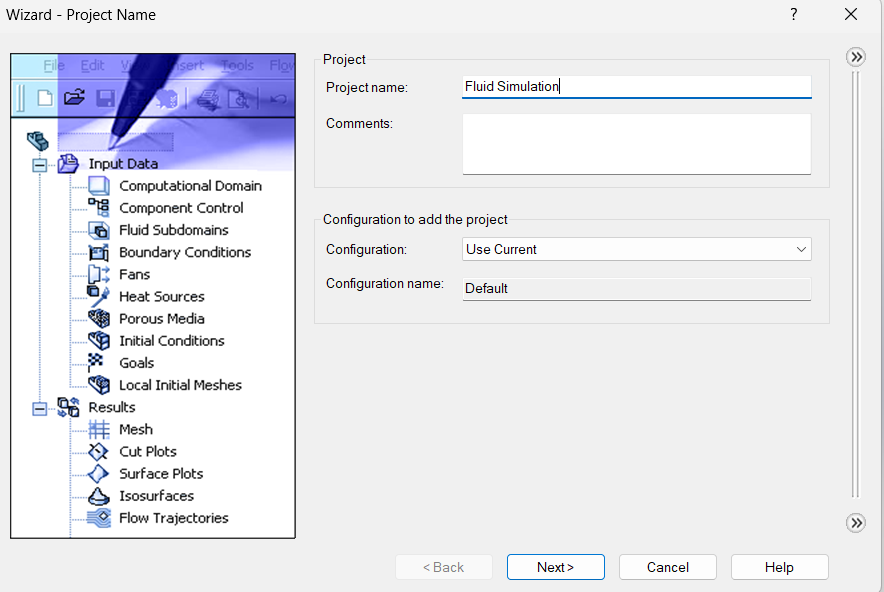 Wizard - Project Name
?
File Edit Insert Tools Flow
Input Data
Computational Domain
Component Control
Fluid Subdomains
Boundary Conditions
Fans
Heat Sources
Porous Media
Initial Conditions
Goals
Local Initial Meshes
Results
Mesh
Cut Plots
Surface Plots
Isosurfaces
Flow Trajectories
Project
Project name: Fluid Simulation
Comments:
Configuration to add the project
Configuration: Use Current
Configuration name: Default
< Back Next > Cancel Help